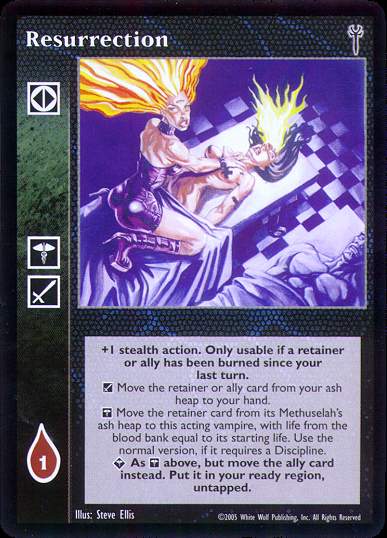 Resurrection
+1 stealth action. Only usable if a retainer
or ally has been burned since your
last turn.
Move the retainer or ally card from your ash
heap to your hand.
Move the retainer card from its Methuselah's
ash heap to this acting vampire, with life from the
blood bank equal to its starting life. Use the
normal version, if it requires a Discipline.
As above, but move the ally card
instead. Put it in your ready region,
untapped.
1
Illus: Steve Ellis
©2005 White Wolf Publishing, Inc. All Rights Reserved